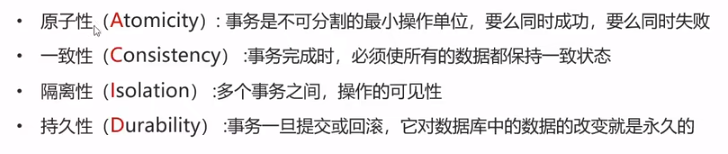 • 原子性（Atomicity）: 事务是不可分割的最小操作单位，要么同时成功，要么同时失败
• 一致性（Consistency）:事务完成时，必须使所有的数据都保持一致状态
• 隔离性（Isolation）:多个事务之间，操作的可见性
• 持久性（Durability）:事务一旦提交或回滚，它对数据库中的数据的改变就是永久的